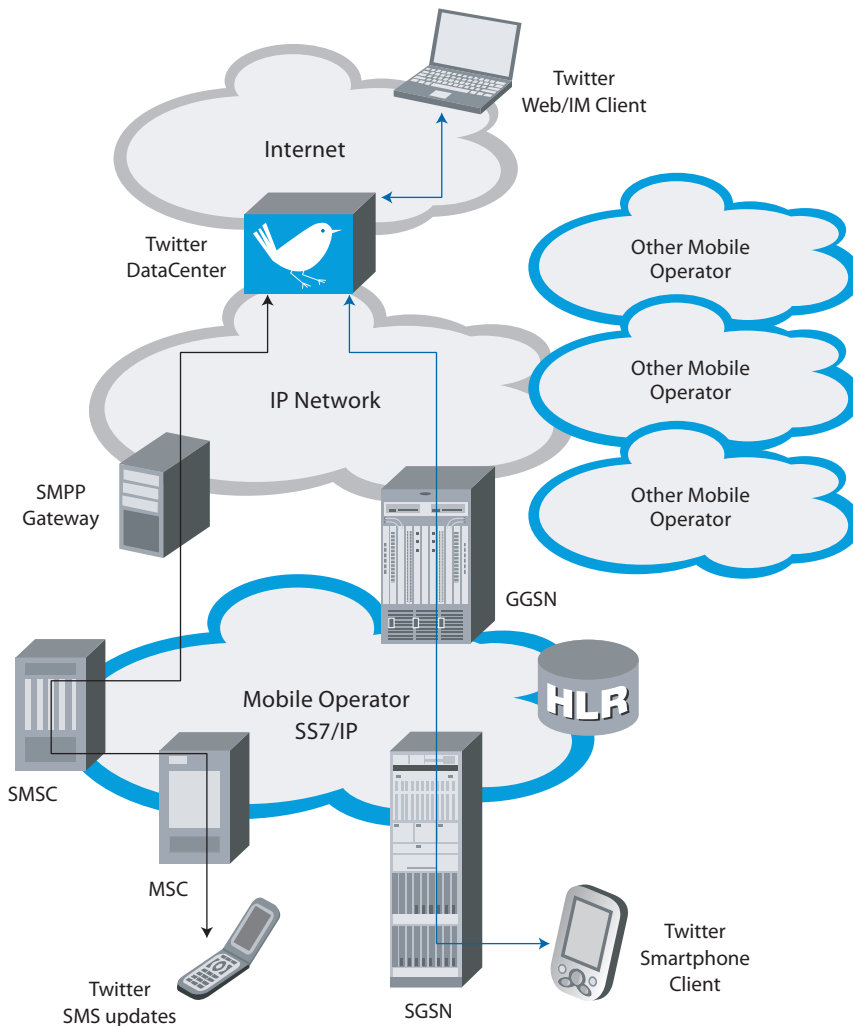 Twitter
Web/IM Client
Internet
Twitter
DataCenter
Other Mobile
Operator
Other Mobile
Operator
IP Network
SMPP
Gateway
Other Mobile
Operator
GGSN
HLR
Mobile Operator
SS7/IP
SMSC
MSC
Twitter
SMS updates
SGSN
Twitter
Smartphone
Client